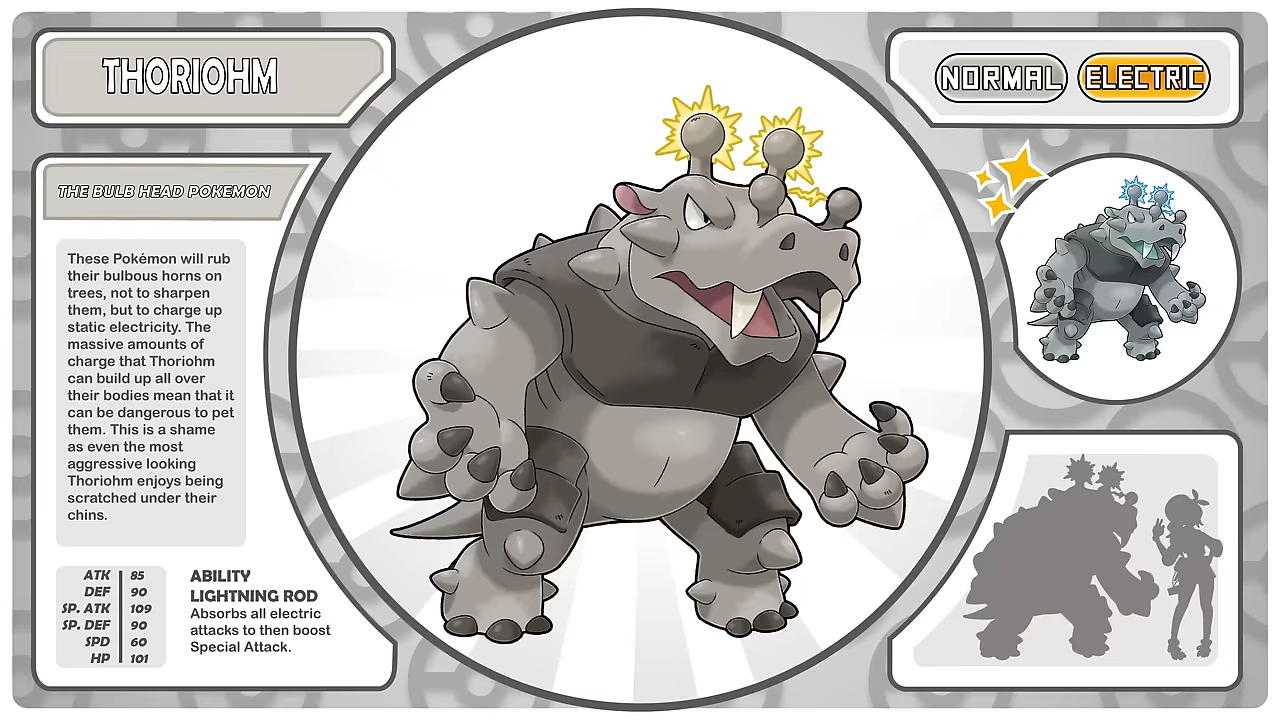 THORIOHM
NORMAL
ELECTRIC
THE BULB HEAD POKEMON
These Pokémon will rub
their bulbous horns on
trees, not to sharpen
them, but to charge up
static electricity. The
massive amounts of
charge that Thoriohm
can build up all over
their bodies mean that it
can be dangerous to pet
them. This is a shame
as even the most
aggressive looking
Thoriohm enjoys being
scratched under their
chins.
ATK 85
DEF 90
SP. ATK 109
SP. DEF 90
SPD 60
HP 101
ABILITY
LIGHTNING ROD
Absorbs all electric
attacks to then boost
Special Attack.